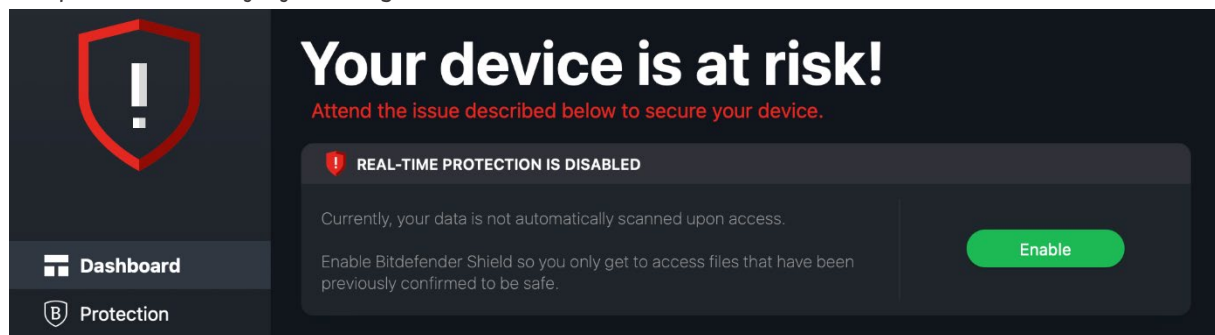 Your device is at risk!
Attend the issue described below to secure your device.
REAL-TIME PROTECTION IS DISABLED
Currently, your data is not automatically scanned upon access.
Enable Bitdefender Shield so you only get to access files that have been
previously confirmed to be safe.
Enable
Dashboard
B Protection